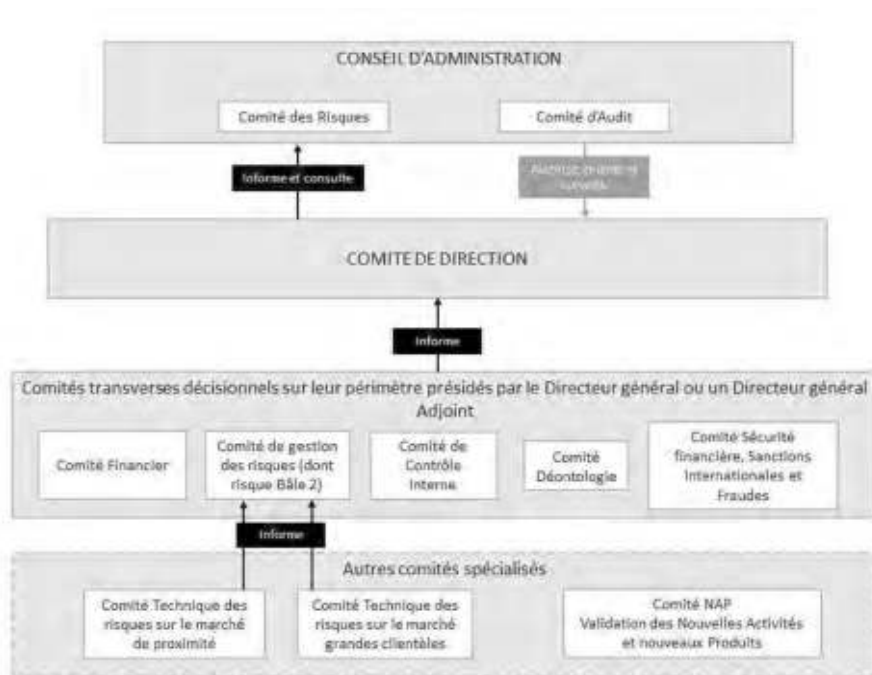 CONSEIL D'ADMINISTRATION
Comité des Risques
Comité d'Audit
Informe et consulte
COMITE DE DIRECTION
Informe
Comités transverses décisionnels sur leur périmètre présidés par le Directeur général ou un Directeur général
Adjoint
Comité Financier
Comité de gestion
des risques (dont
risque Bâle 2)
Comité de
Contrôle
Interne
Comité
Déontologie
Comité Sécurité
financière, Sanctions
Internationales et
Fraudes
Informe
Autres comités spécialisés
Comité Technique des
risques sur le marché
de proximité
Comité Technique des
risques sur le marché
grandes clientèles
Comité NAP
Validation des Nouvelles Activités
et nouveaux Produits